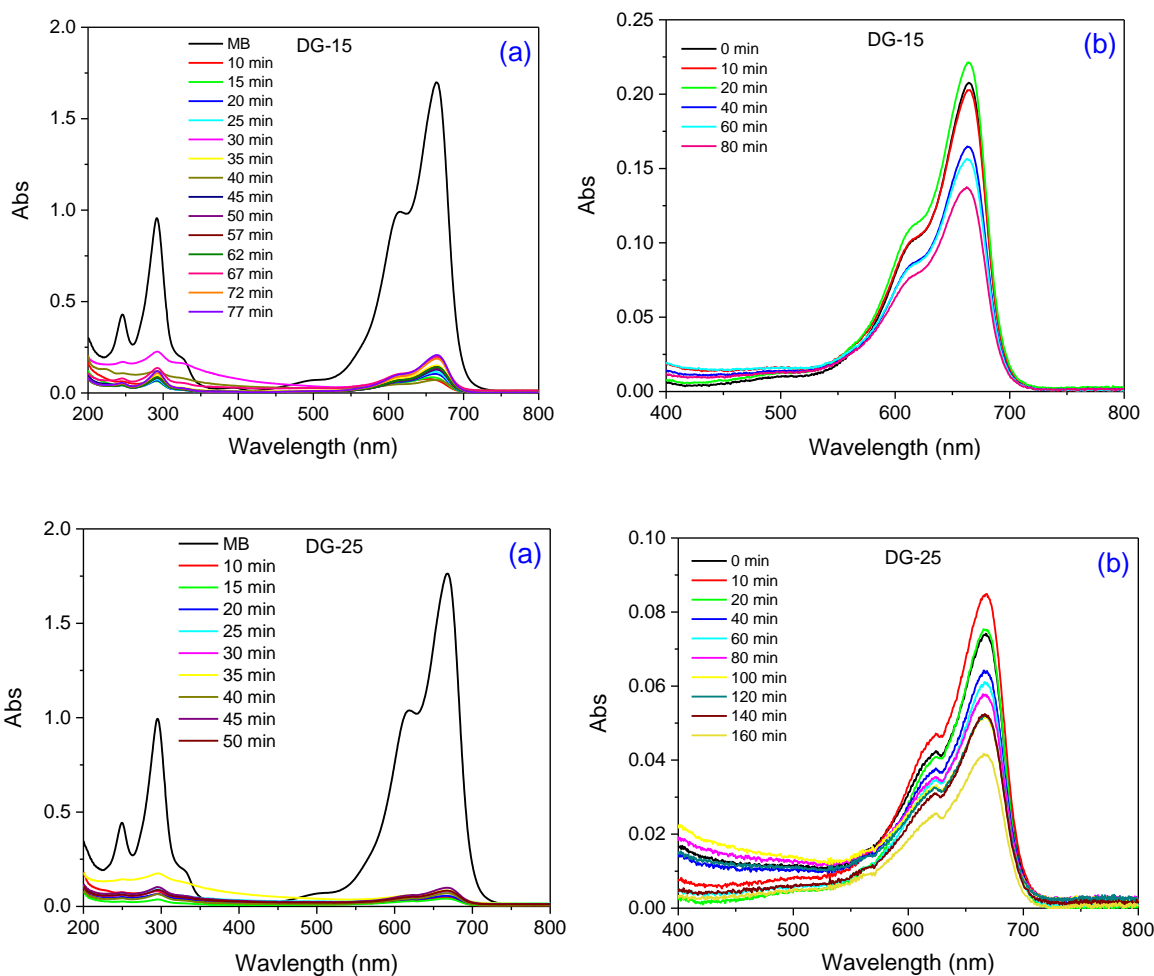 2.0
1.5
1.0
0.5
0.0
Abs
200 300 400 500 600 700 800
Wavelength (nm)
DG-15
(a)
MB
10 min
15 min
20 min
25 min
30 min
35 min
40 min
45 min
50 min
57 min
62 min
67 min
72 min
77 min
0.25
0.20
0.15
0.10
0.05
0.00
Abs
400 500 600 700 800
Wavelength (nm)
DG-15
(b)
0 min
10 min
20 min
40 min
60 min
80 min
2.0
1.5
1.0
0.5
0.0
Abs
200 300 400 500 600 700 800
Wavlength (nm)
DG-25
(a)
MB
10 min
15 min
20 min
25 min
30 min
35 min
40 min
45 min
50 min
0.10
0.08
0.06
0.04
0.02
0.00
Abs
400 500 600 700 800
Wavelength (nm)
DG-25
(b)
0 min
10 min
20 min
40 min
60 min
80 min
100 min
120 min
140 min
160 min